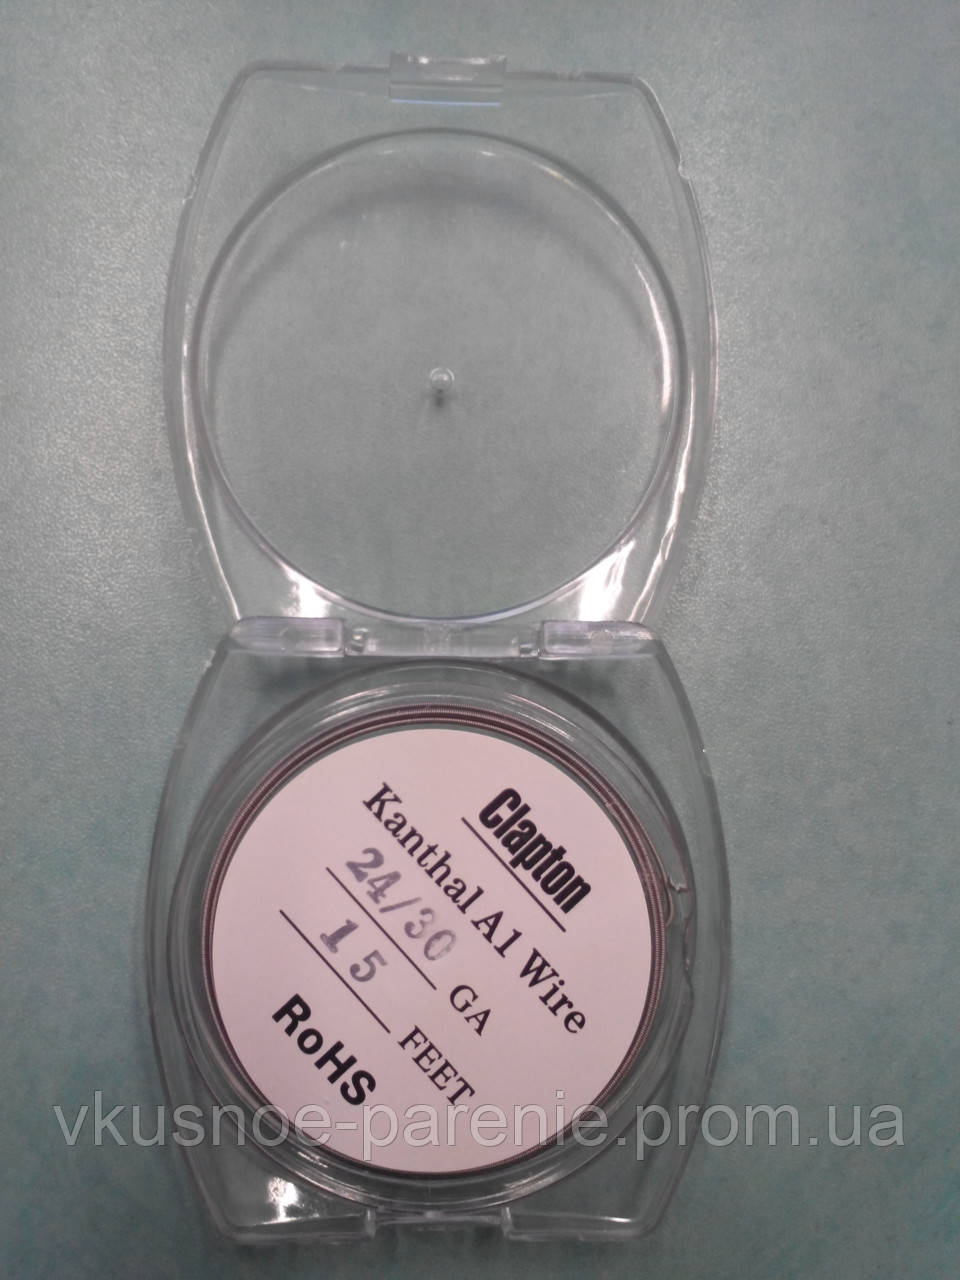 Clapton
Kanthal A1 Wire
24/30 GA
15 FEET
RoHS
vkusnoe-parenie.prom.ua